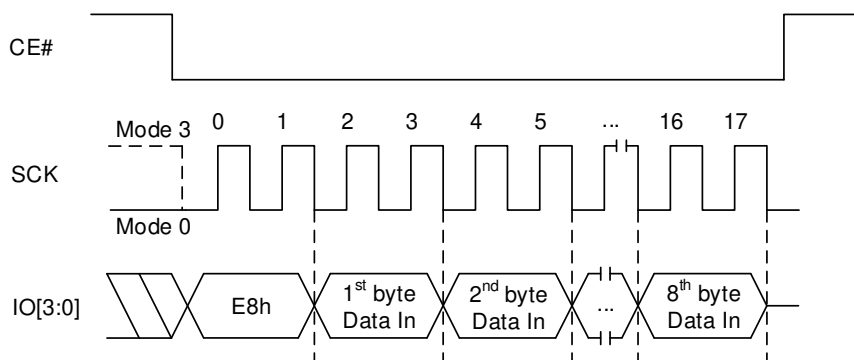 CE#
Mode 3 0 1 2 3 4 5 ... 16 17
SCK
Mode 0
IO[3:0] E8h 1st byte Data In 2nd byte Data In ... 8th byte Data In